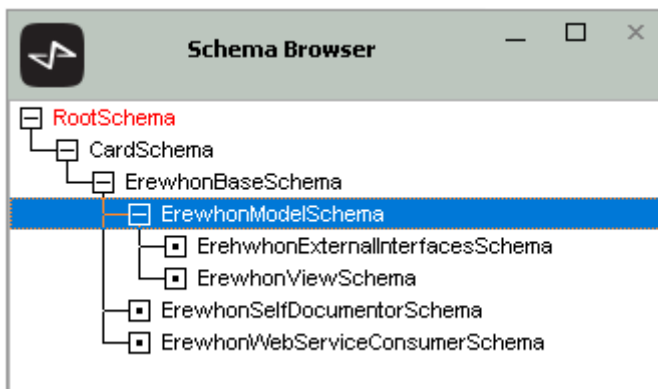 Schema Browser
RootSchema
CardSchema
ErewhonBaseSchema
ErewhonModelSchema
ErehwhonExternalInterfacesSchema
ErewhonViewSchema
ErewhonSelfDocumentorSchema
ErewhonWebServiceConsumerSchema